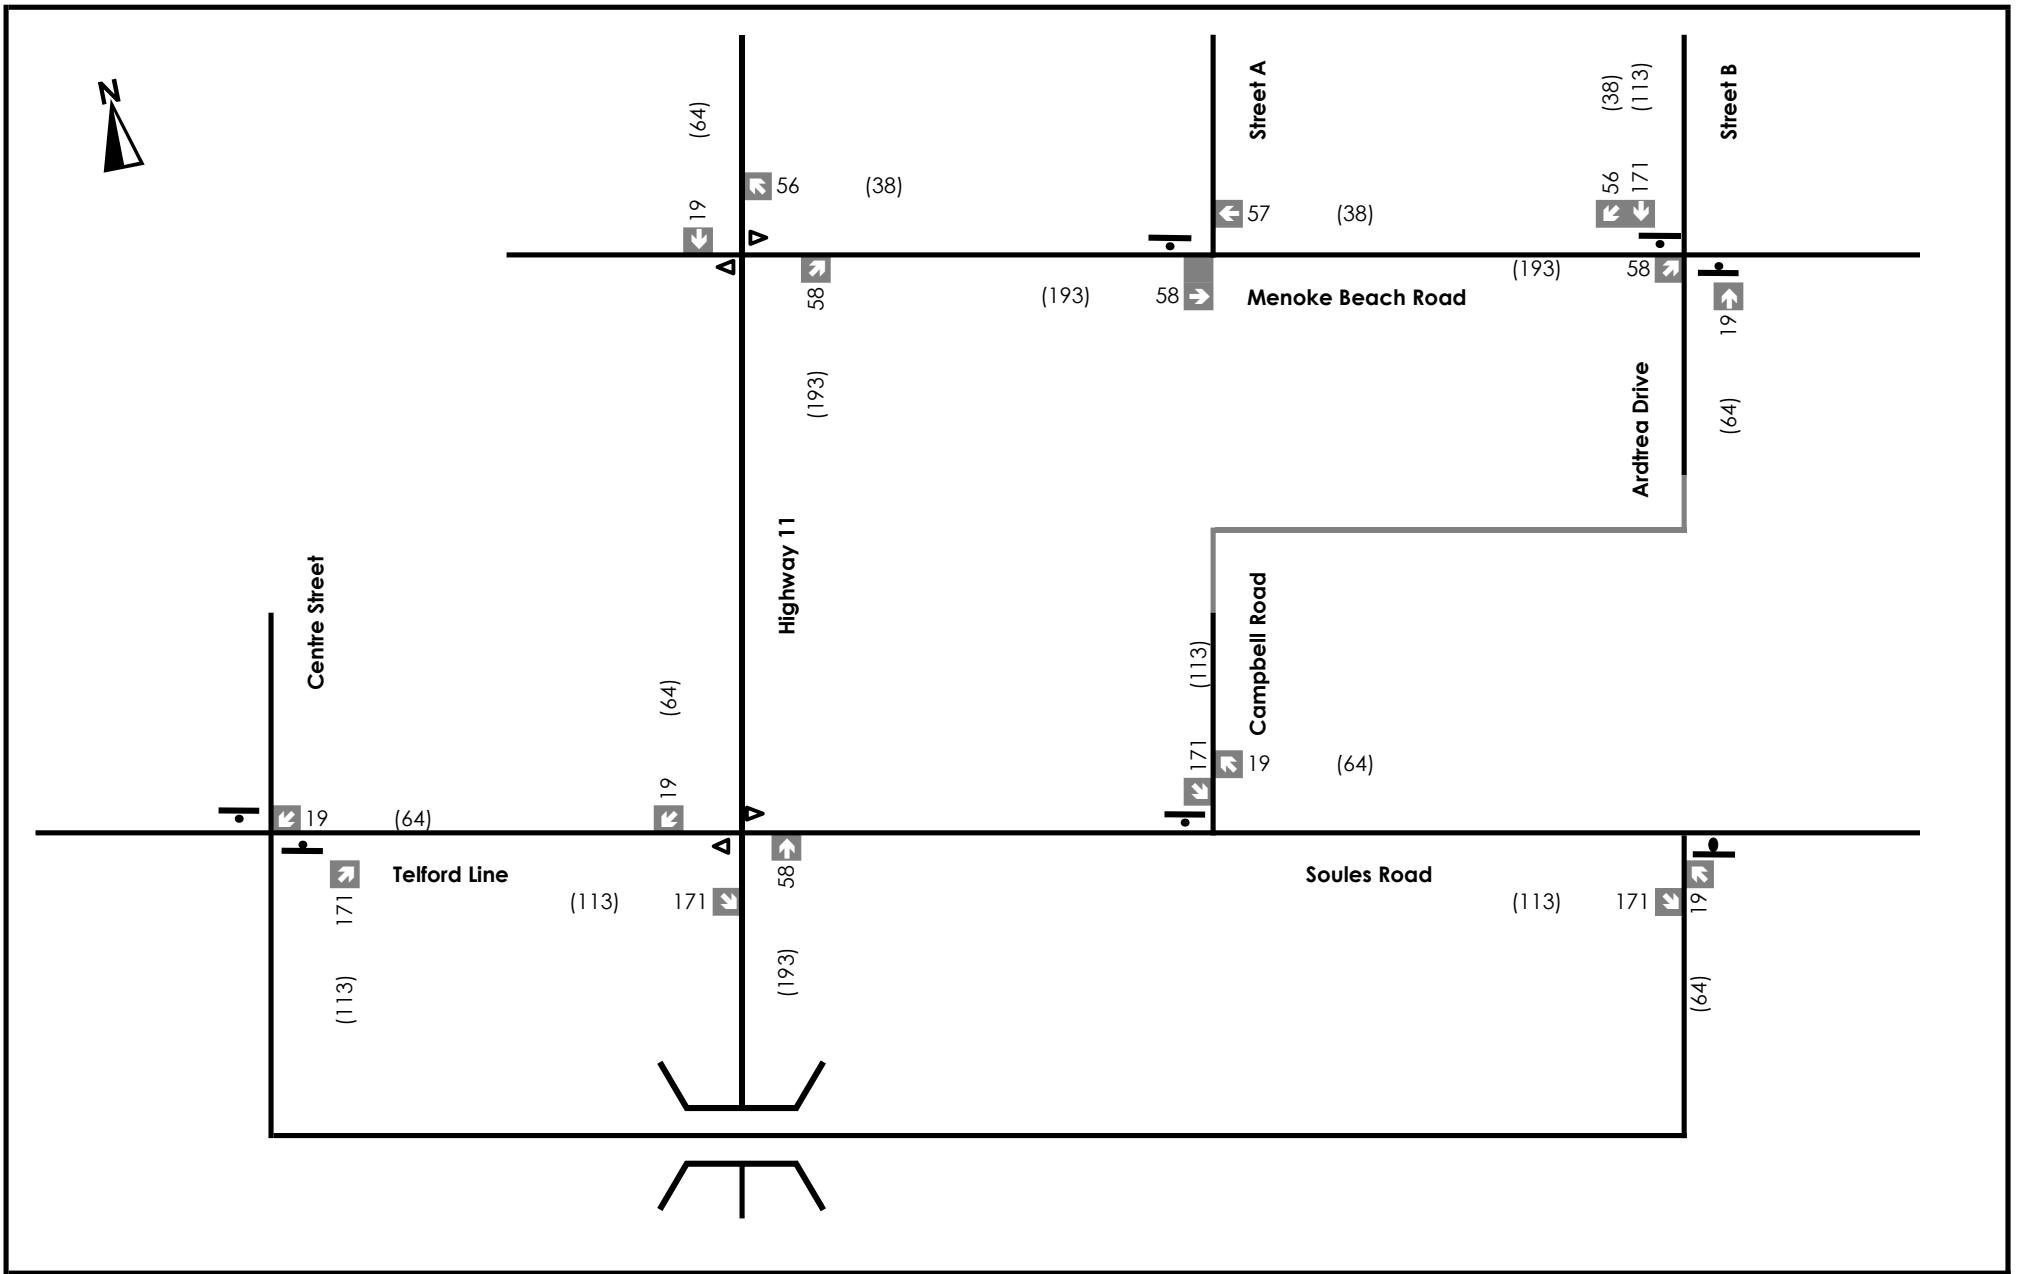 N
Street A
Street B
(64)
(38)
(113)
56 (38)
56
171
19
57 (38)
(193) 58
58
(193) 58
Menoke Beach Road
19
(193)
Ardtrea Drive
(64)
Highway 11
Centre Street
Campbell Road
(113)
(64)
171
19 (64)
19
19 (64)
Telford Line
58
Soules Road
171
(113) 171
(113) 171
19
(113)
(193)
(64)